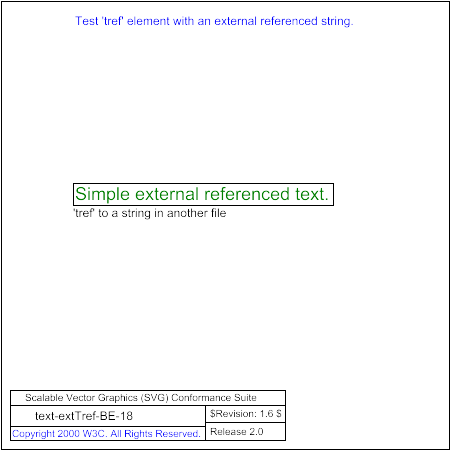 Test 'tref' element with an external referenced string.
Simple external referenced text.
'tref' to a string in another file
Scalable Vector Graphics (SVG) Conformance Suite
text-extTref-BE-18
$Revision: 1.6 $
Copyright 2000 W3C. All Rights Reserved.
Release 2.0